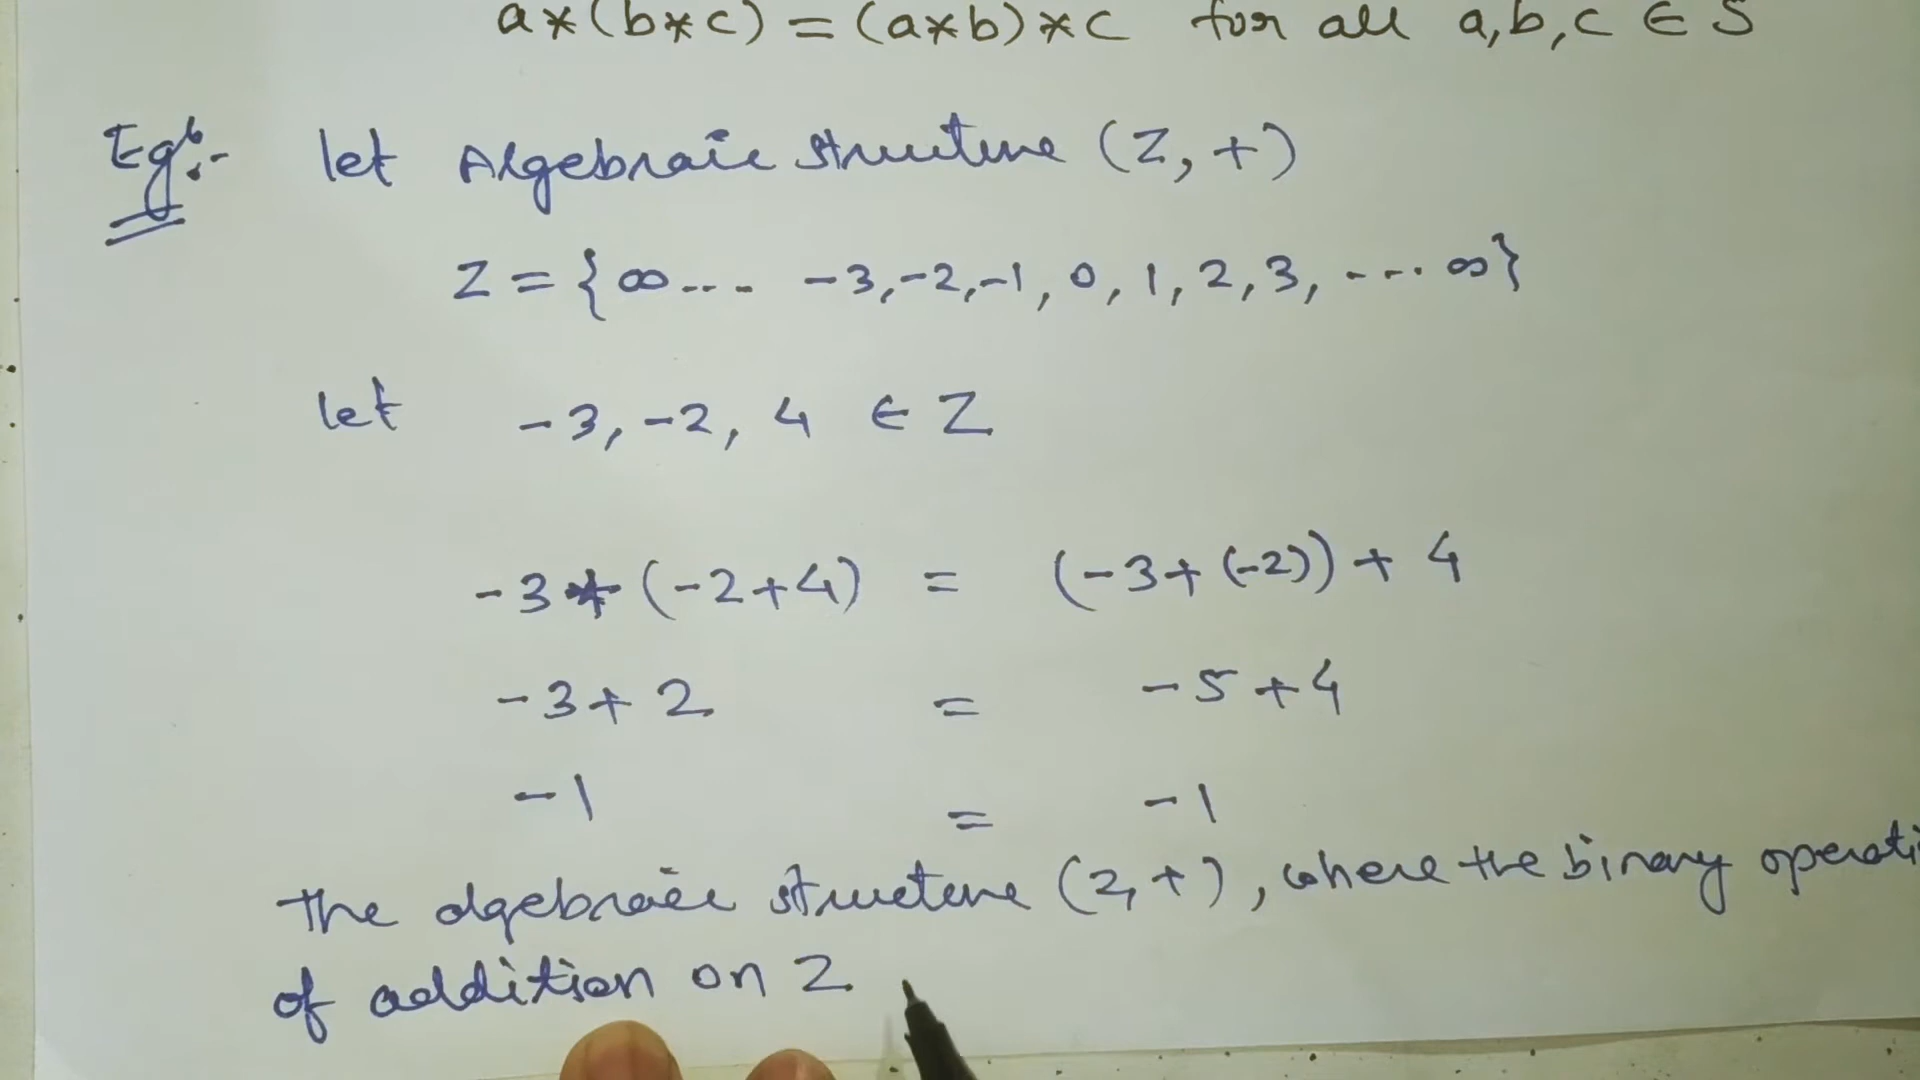 a*(b*c) = (a*b)*c for all a,b,c ∈ S
Eg:- let Algebraic structure (Z, +)
Z = {∞... -3,-2,-1, 0, 1, 2, 3, .... ∞}
let -3, -2, 4 ∈ Z
-3 + (-2+4) = (-3+(-2))+4
-3+2 = -5+4
-1 = -1
The algebraic structure (Z,+), where the binary operati
of addition on Z